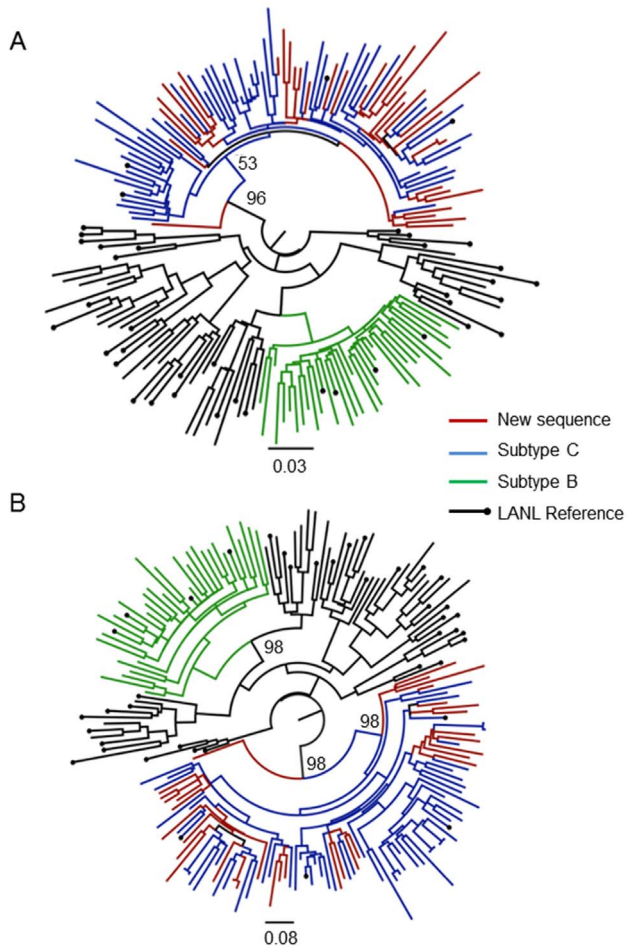 A
53
96
0.03
New sequence
Subtype C
Subtype B
LANL Reference
B
98
98
98
0.08